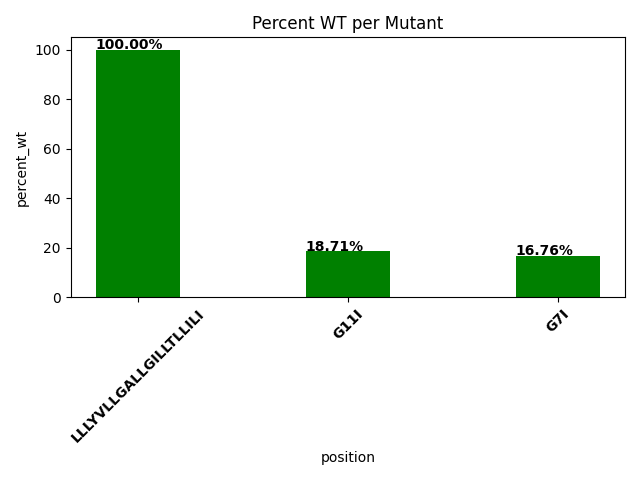 Percent WT per Mutant
percent_wt
100
80
60
40
20
0
100.00%
18.71%
16.76%
LLLYVLLGALLGILLTLLILI
G11I
G7I
position